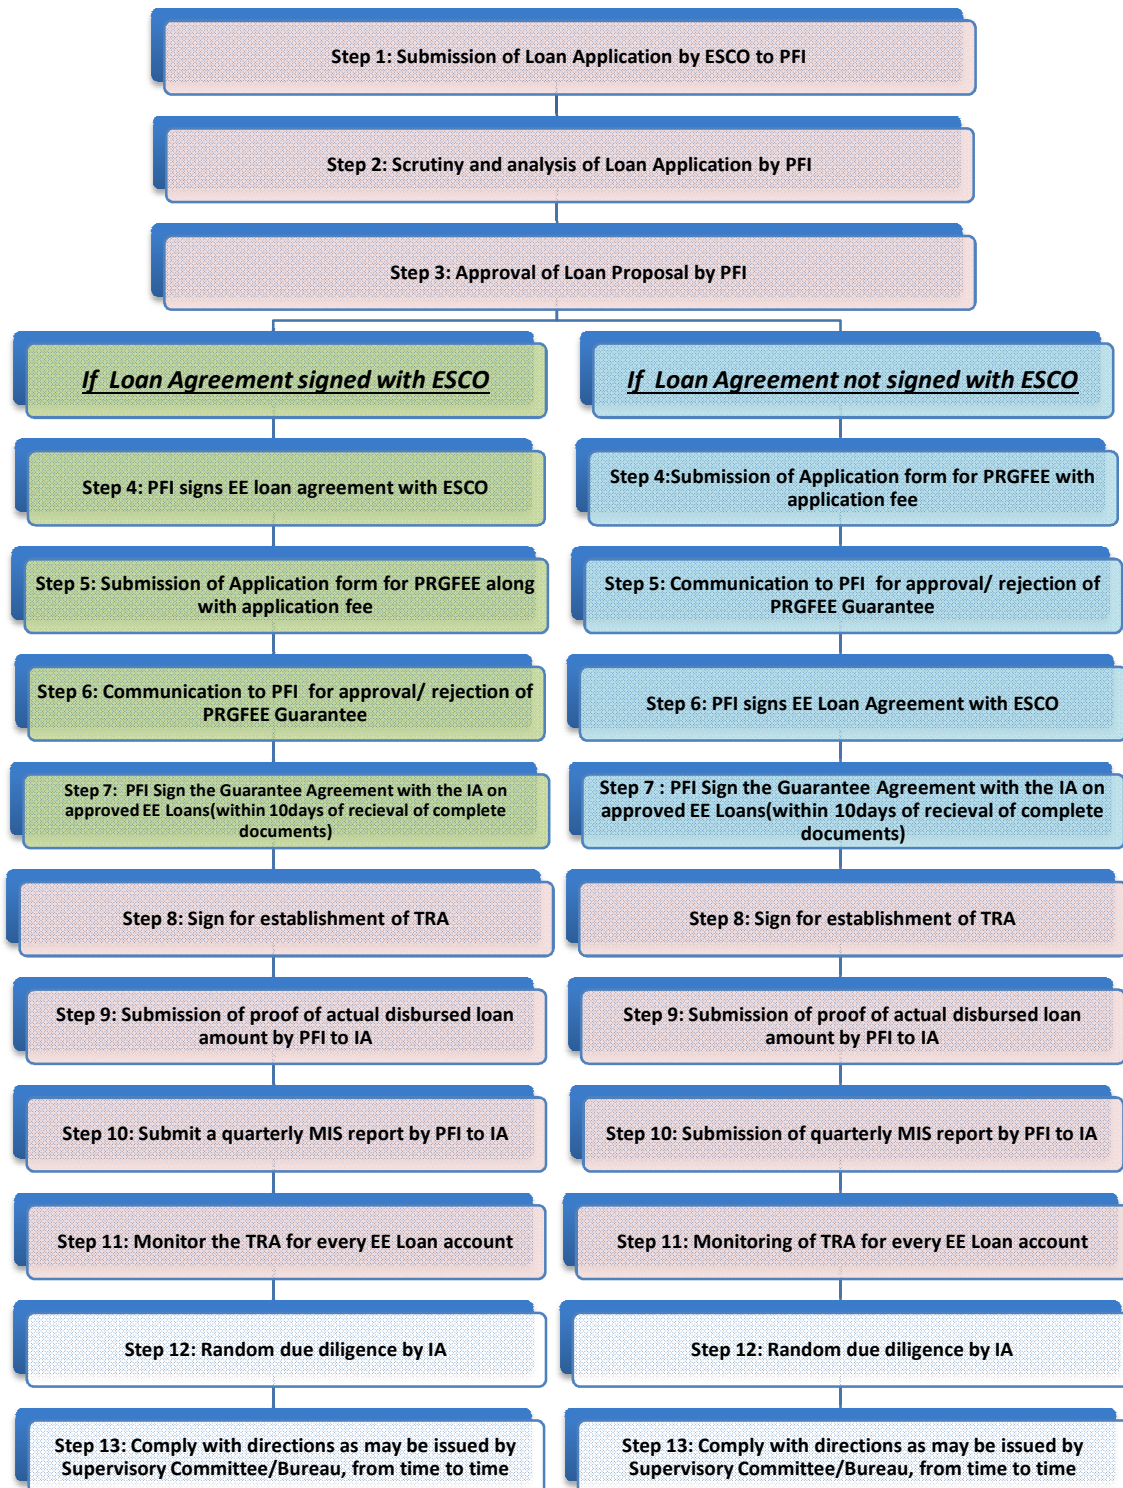 Step 1: Submission of Loan Application by ESCO to PFI
Step 2: Scrutiny and analysis of Loan Application by PFI
Step 3: Approval of Loan Proposal by PFI
If Loan Agreement signed with ESCO
Step 4: PFI signs EE loan agreement with ESCO
Step 5: Submission of Application form for PRGFEE along
with application fee
Step 6: Communication to PFI for approval/ rejection of
PRGFEE Guarantee
Step 7: PFI Sign the Guarantee Agreement with the IA on
approved EE Loans(within 10days of recieval of complete
documents)
Step 8: Sign for establishment of TRA
Step 9: Submission of proof of actual disbursed loan
amount by PFI to IA
Step 10: Submit a quarterly MIS report by PFI to IA
Step 11: Monitor the TRA for every EE Loan account
Step 12: Random due diligence by IA
Step 13: Comply with directions as may be issued by
Supervisory Committee/Bureau, from time to time
If Loan Agreement not signed with ESCO
Step 4:Submission of Application form for PRGFEE with
application fee
Step 5: Communication to PFI for approval/ rejection of
PRGFEE Guarantee
Step 6: PFI signs EE Loan Agreement with ESCO
Step 7 : PFI Sign the Guarantee Agreement with the IA on
approved EE Loans(within 10days of recieval of complete
documents)
Step 8: Sign for establishment of TRA
Step 9: Submission of proof of actual disbursed loan
amount by PFI to IA
Step 10: Submission of quarterly MIS report by PFI to IA
Step 11: Monitoring of TRA for every EE Loan account
Step 12: Random due diligence by IA
Step 13: Comply with directions as may be issued by
Supervisory Committee/Bureau, from time to time